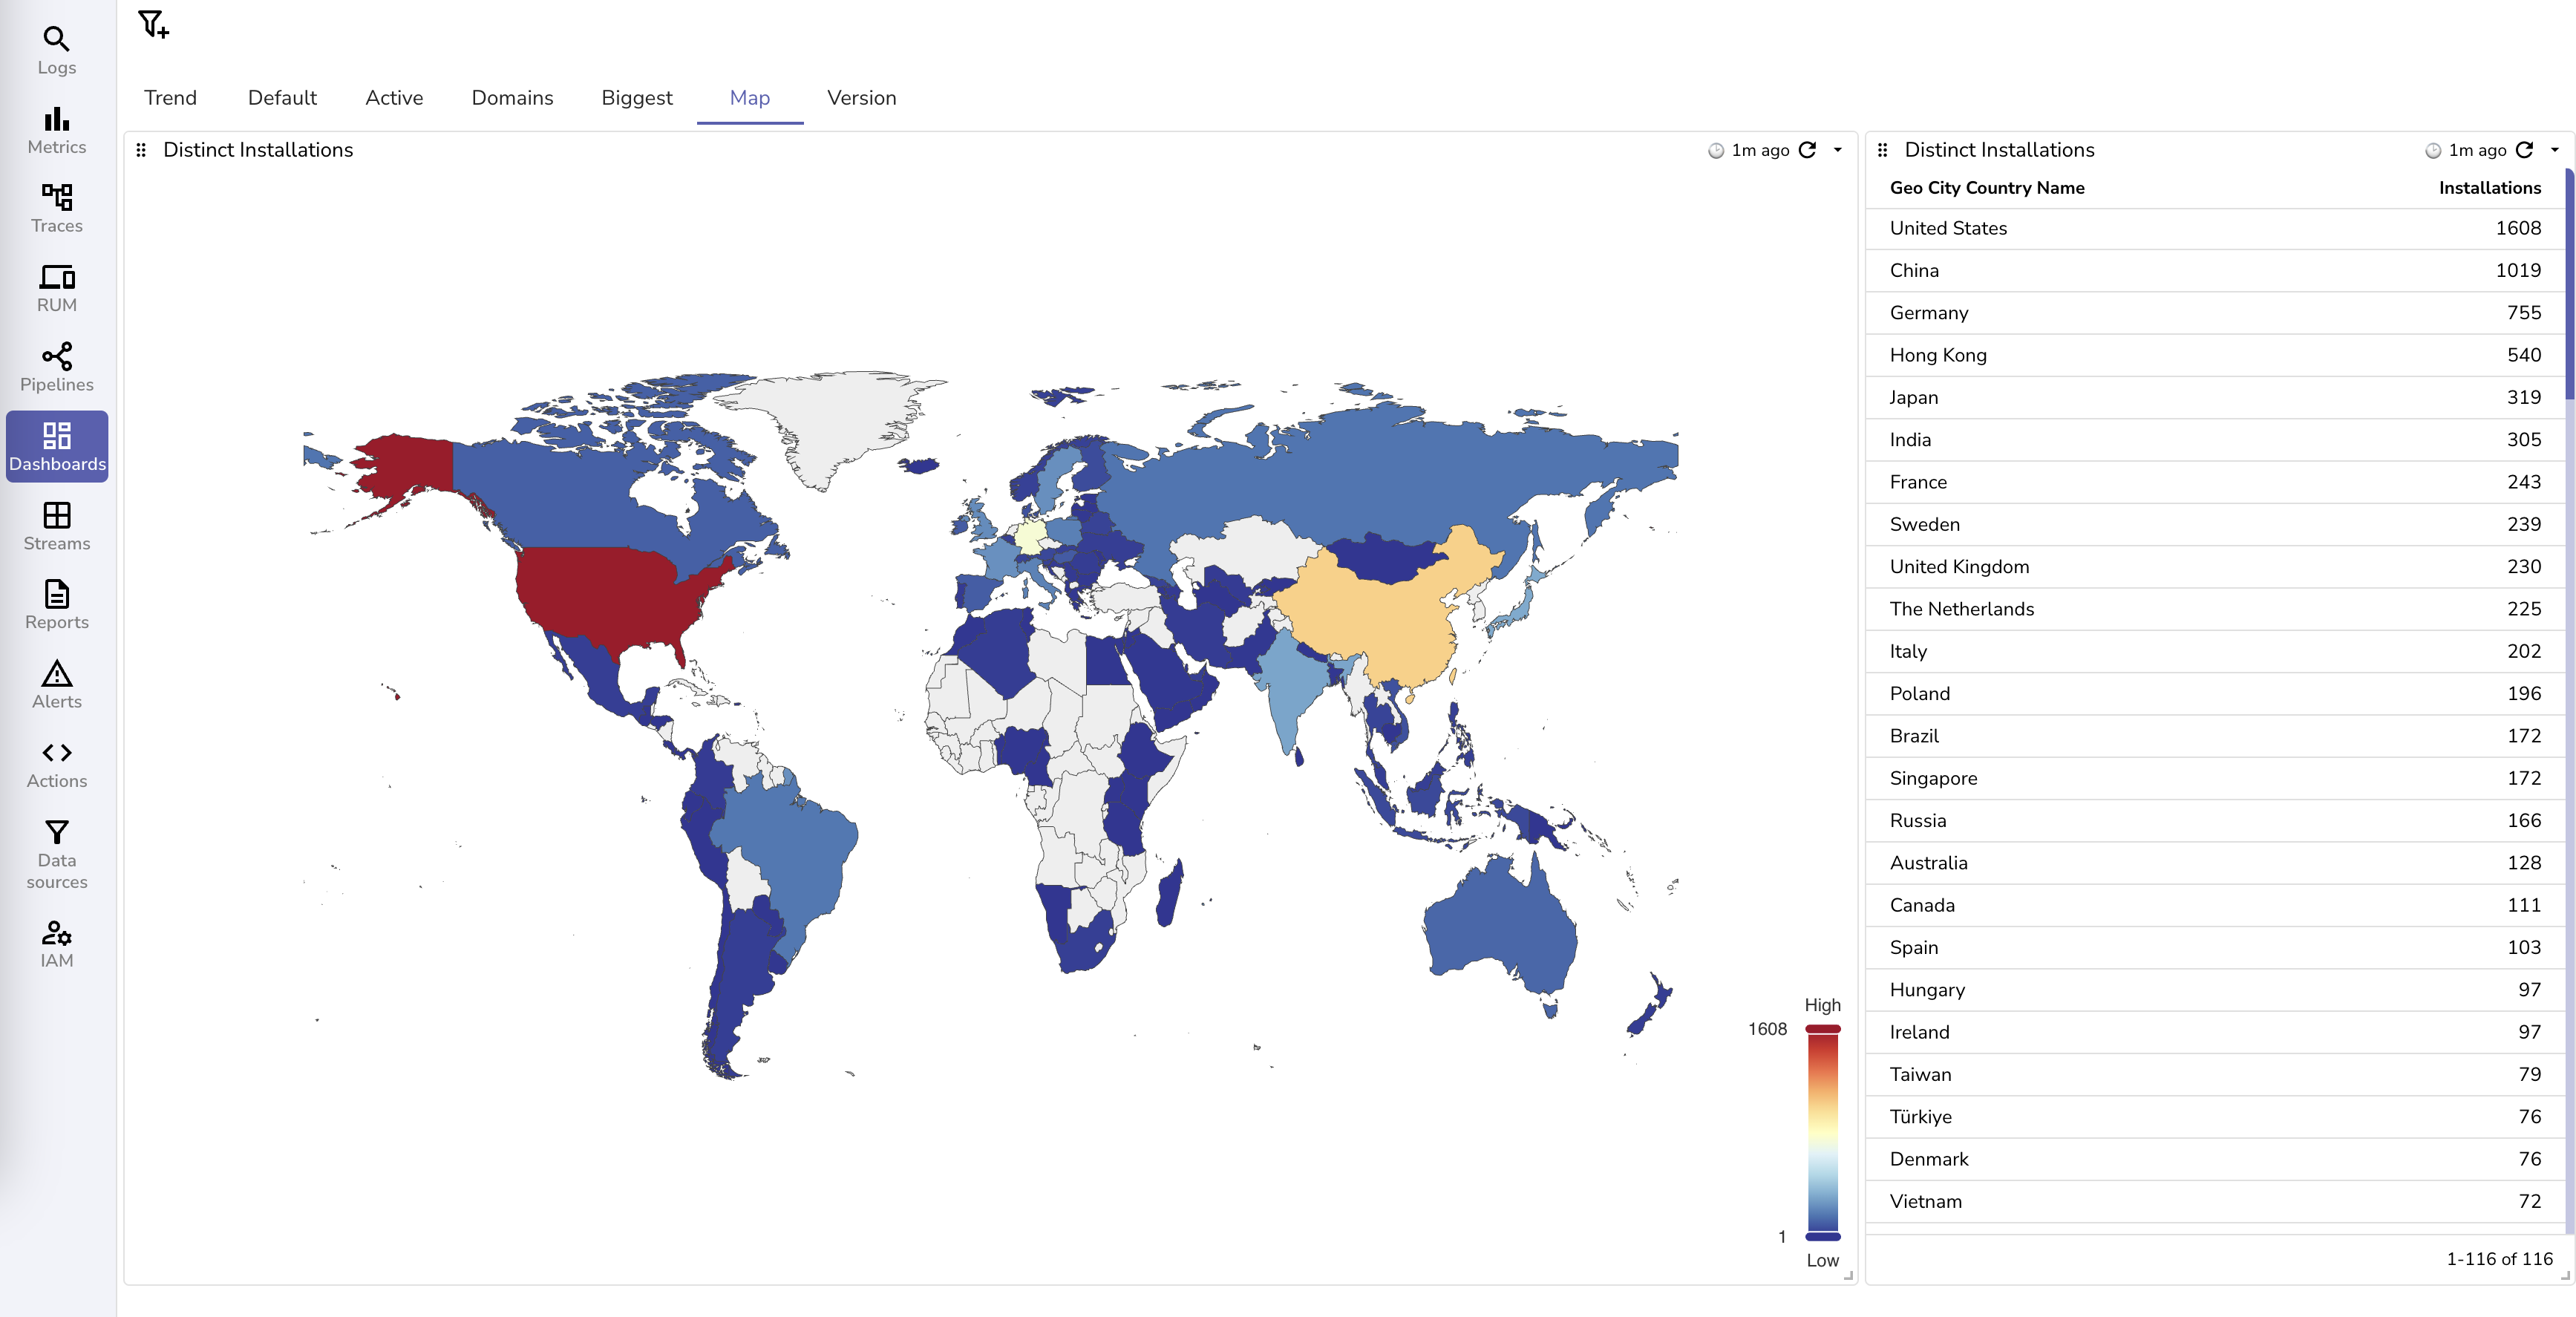 Logs
Metrics
Traces
RUM
Pipelines
Dashboards
Streams
Reports
Alerts
Actions
Data
sources
IAM
Trend Default Active Domains Biggest Map Version
Distinct Installations 1m ago
High
1608
1
Low
Distinct Installations 1m ago
Geo City Country Name Installations
United States 1608
China 1019
Germany 755
Hong Kong 540
Japan 319
India 305
France 243
Sweden 239
United Kingdom 230
The Netherlands 225
Italy 202
Poland 196
Brazil 172
Singapore 172
Russia 166
Australia 128
Canada 111
Spain 103
Hungary 97
Ireland 97
Taiwan 79
Türkiye 76
Denmark 76
Vietnam 72
1-116 of 116